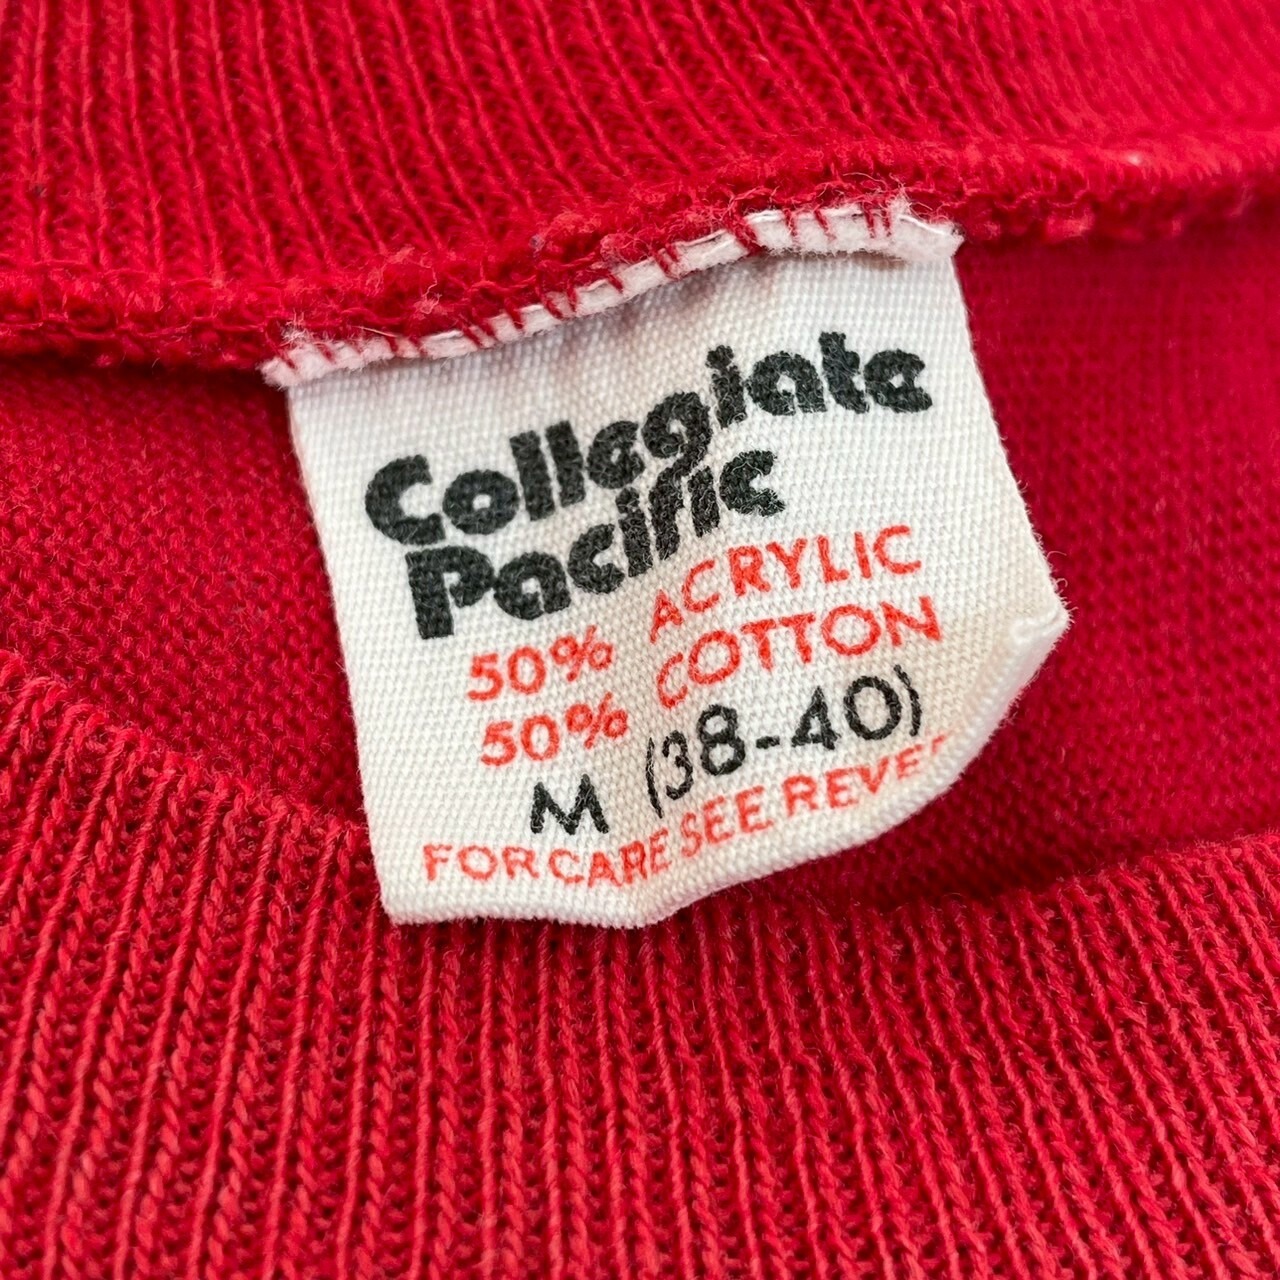 Collegiate
Pacific
50% ACRYLIC
50% COTTON
M (38-40)
FOR CARE SEE REVE